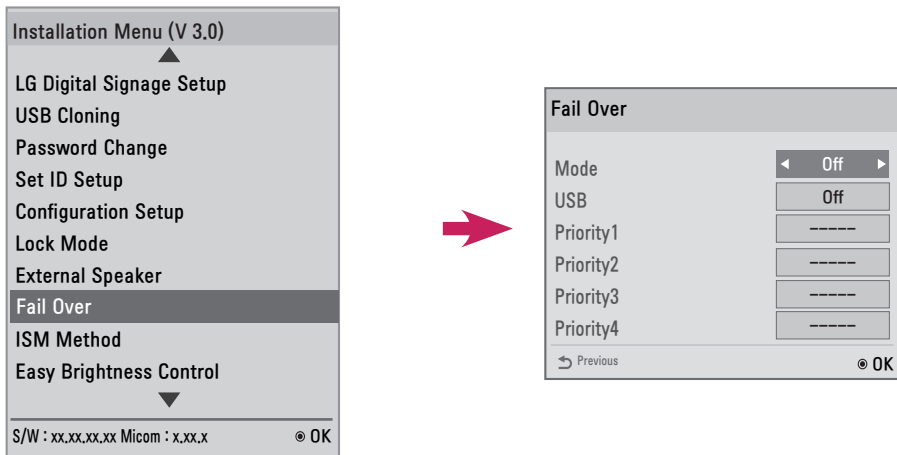 Installation Menu (V 3.0)
LG Digital Signage Setup
USB Cloning
Password Change
Set ID Setup
Configuration Setup
Lock Mode
External Speaker
Fail Over
ISM Method
Easy Brightness Control
S/W : xx.xx.xx.xx Micom : x.xx.x ◉ OK
Fail Over
Mode ◄ Off ►
USB Off
Priority1 -----
Priority2 -----
Priority3 -----
Priority4 -----
Previous ◉ OK